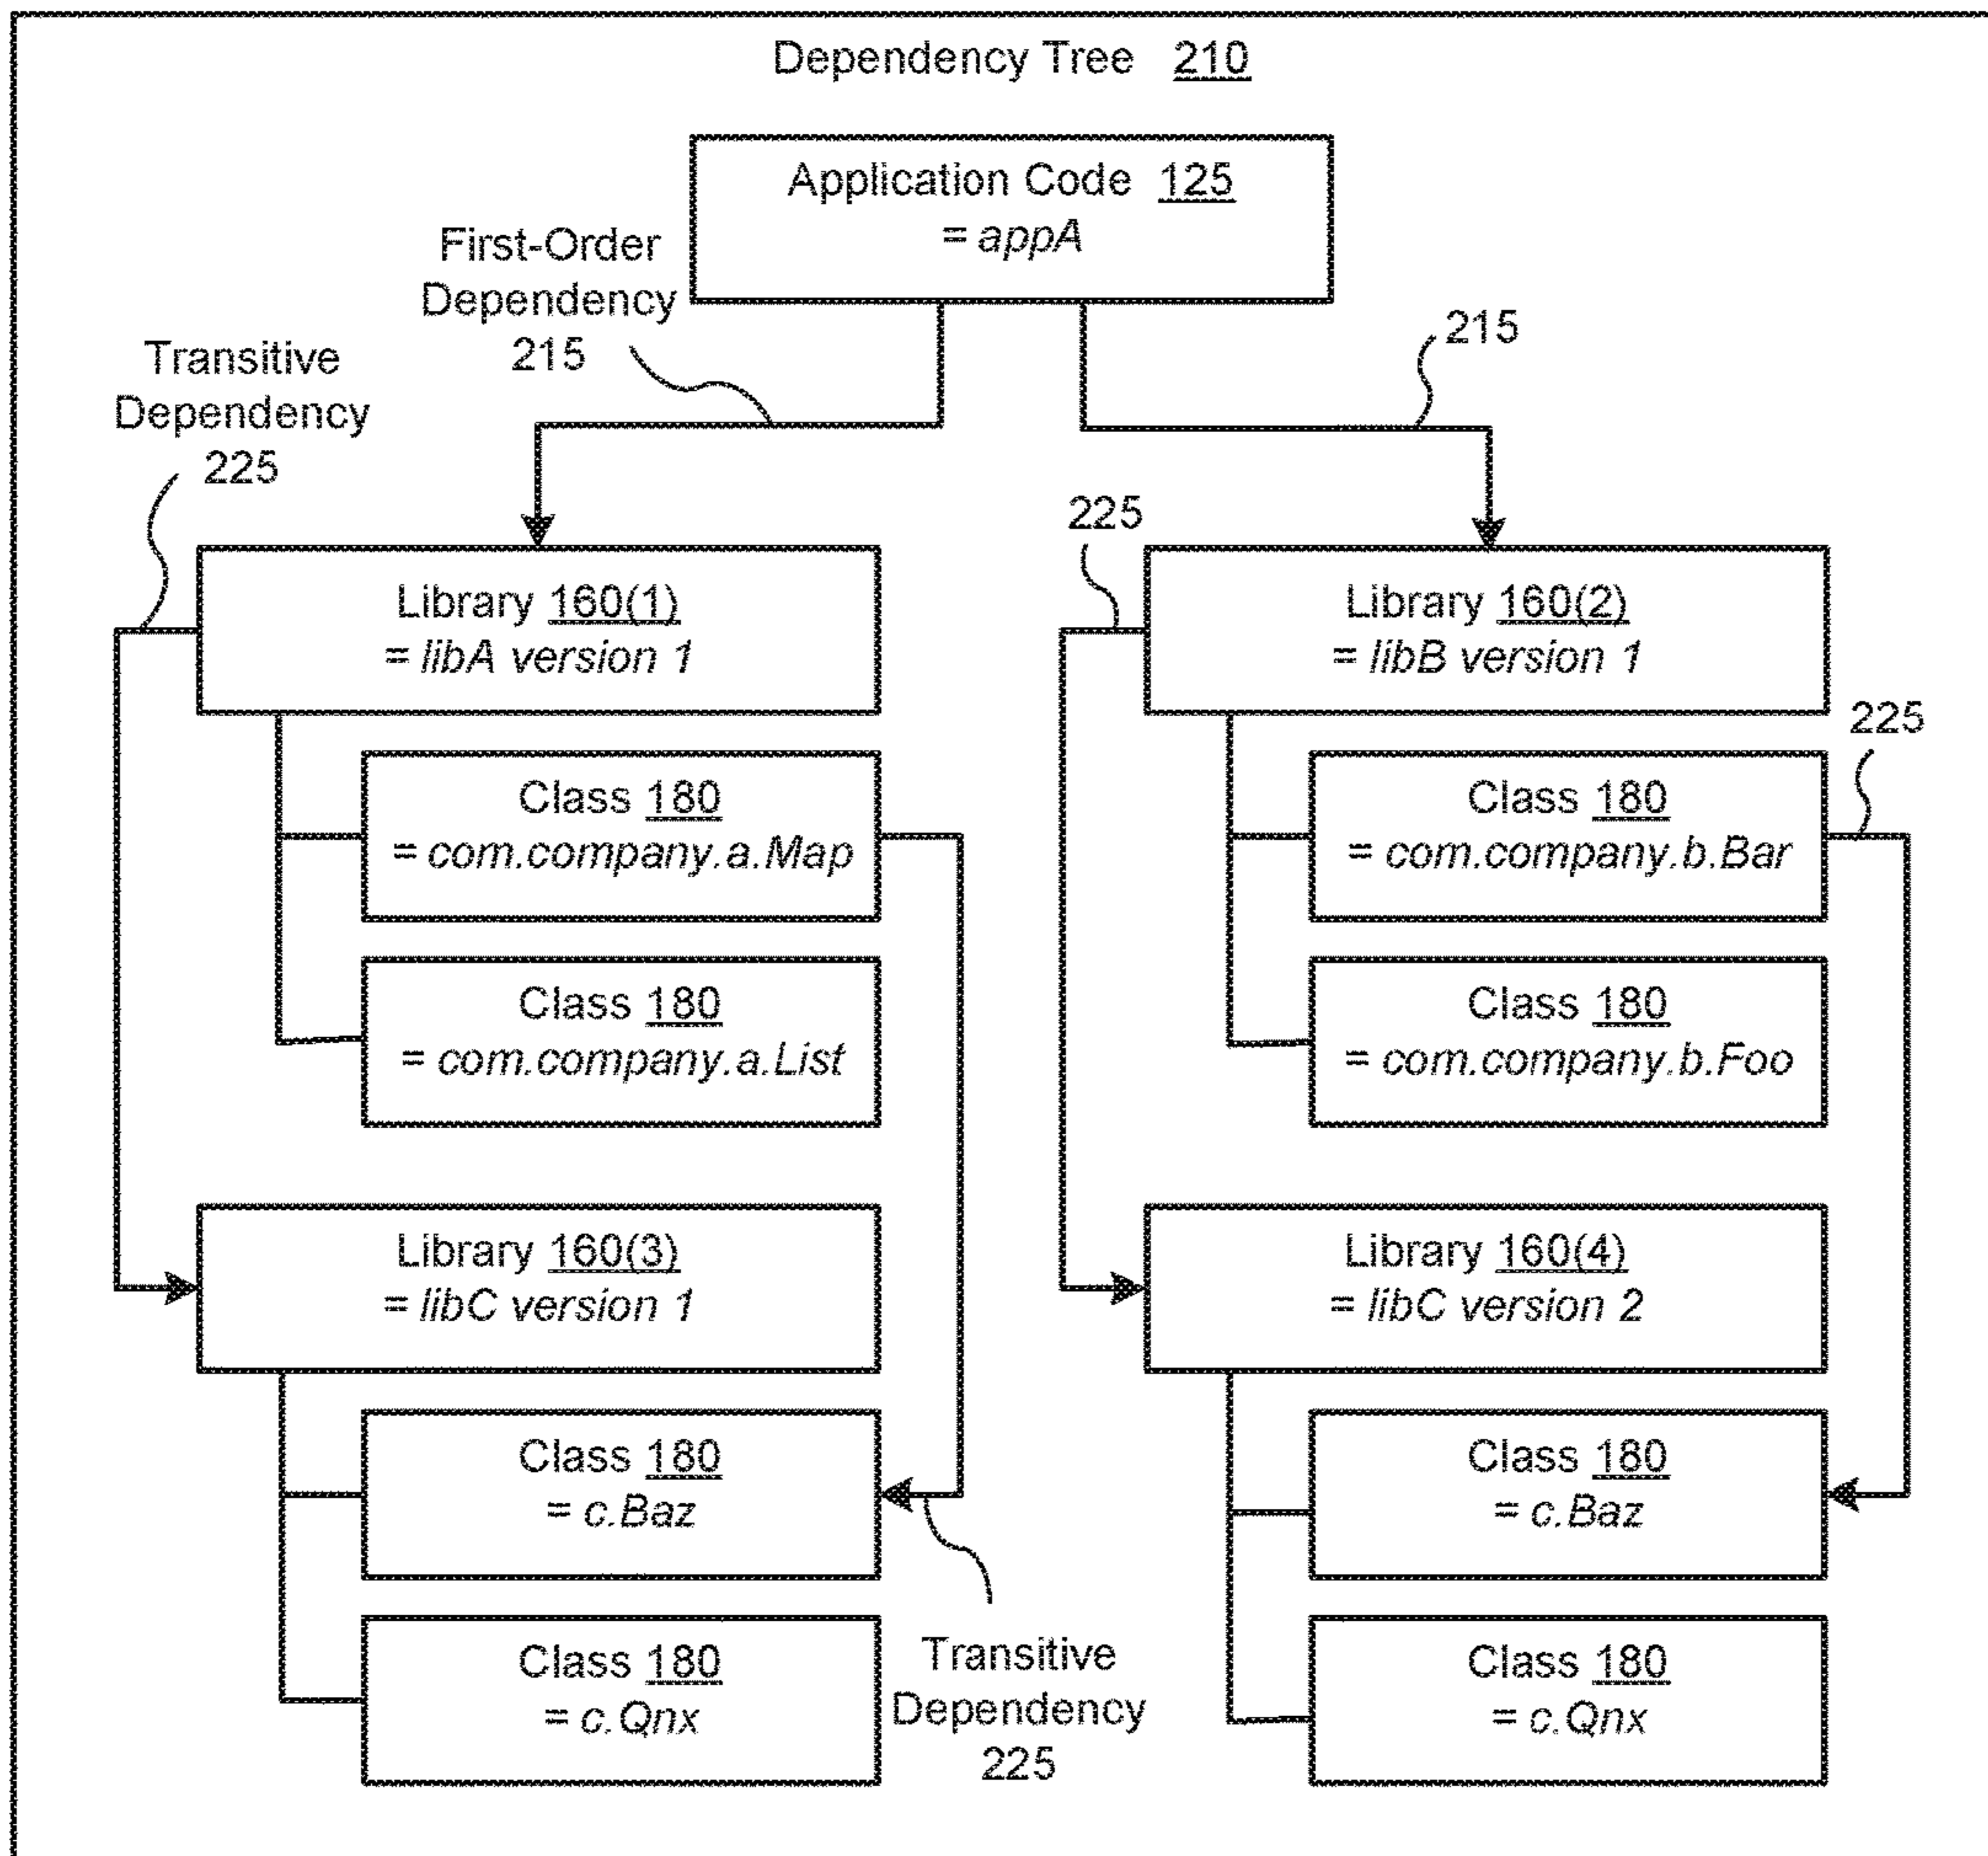 Dependency Tree 210
Application Code 125
= appA
First-Order
Dependency
215
215
Transitive
Dependency
225
225
Library 160(1)
= libA version 1
Library 160(2)
= libB version 1
225
Class 180
= com.company.a.Map
Class 180
= com.company.b.Bar
Class 180
= com.company.a.List
Class 180
= com.company.b.Foo
Library 160(3)
= libC version 1
Library 160(4)
= libC version 2
Class 180
= c.Baz
Class 180
= c.Baz
Class 180
= c.Qnx
Transitive
Dependency
225
Class 180
= c.Qnx